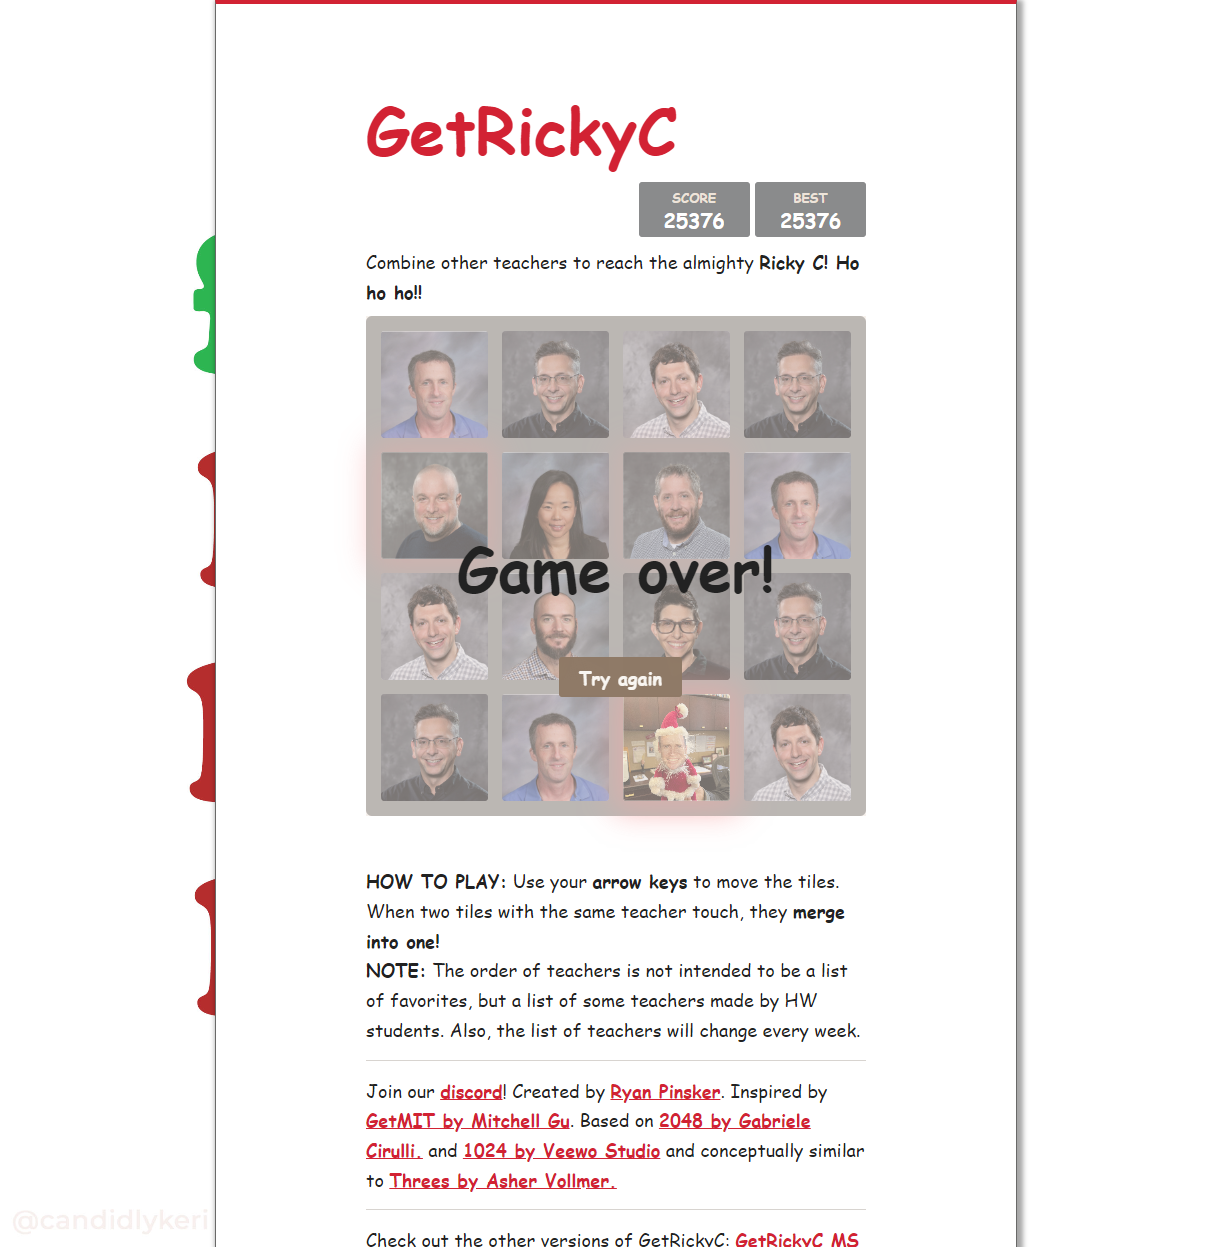 GetRickyC
SCORE BEST
25376 25376
Combine other teachers to reach the almighty Ricky C! Ho
ho ho!!
Game over!
Try again
HOW TO PLAY: Use your arrow keys to move the tiles.
When two tiles with the same teacher touch, they merge
into one!
NOTE: The order of teachers is not intended to be a list
of favorites, but a list of some teachers made by HW
students. Also, the list of teachers will change every week.
Join our discord! Created by Ryan Pinsker. Inspired by
GetMIT by Mitchell Gu. Based on 2048 by Gabriele
Cirulli. and 1024 by Veewo Studio and conceptually similar
to Threes by Asher Vollmer.
@candidlykeri
Check out the other versions of GetRickyC: GetRickyC MS